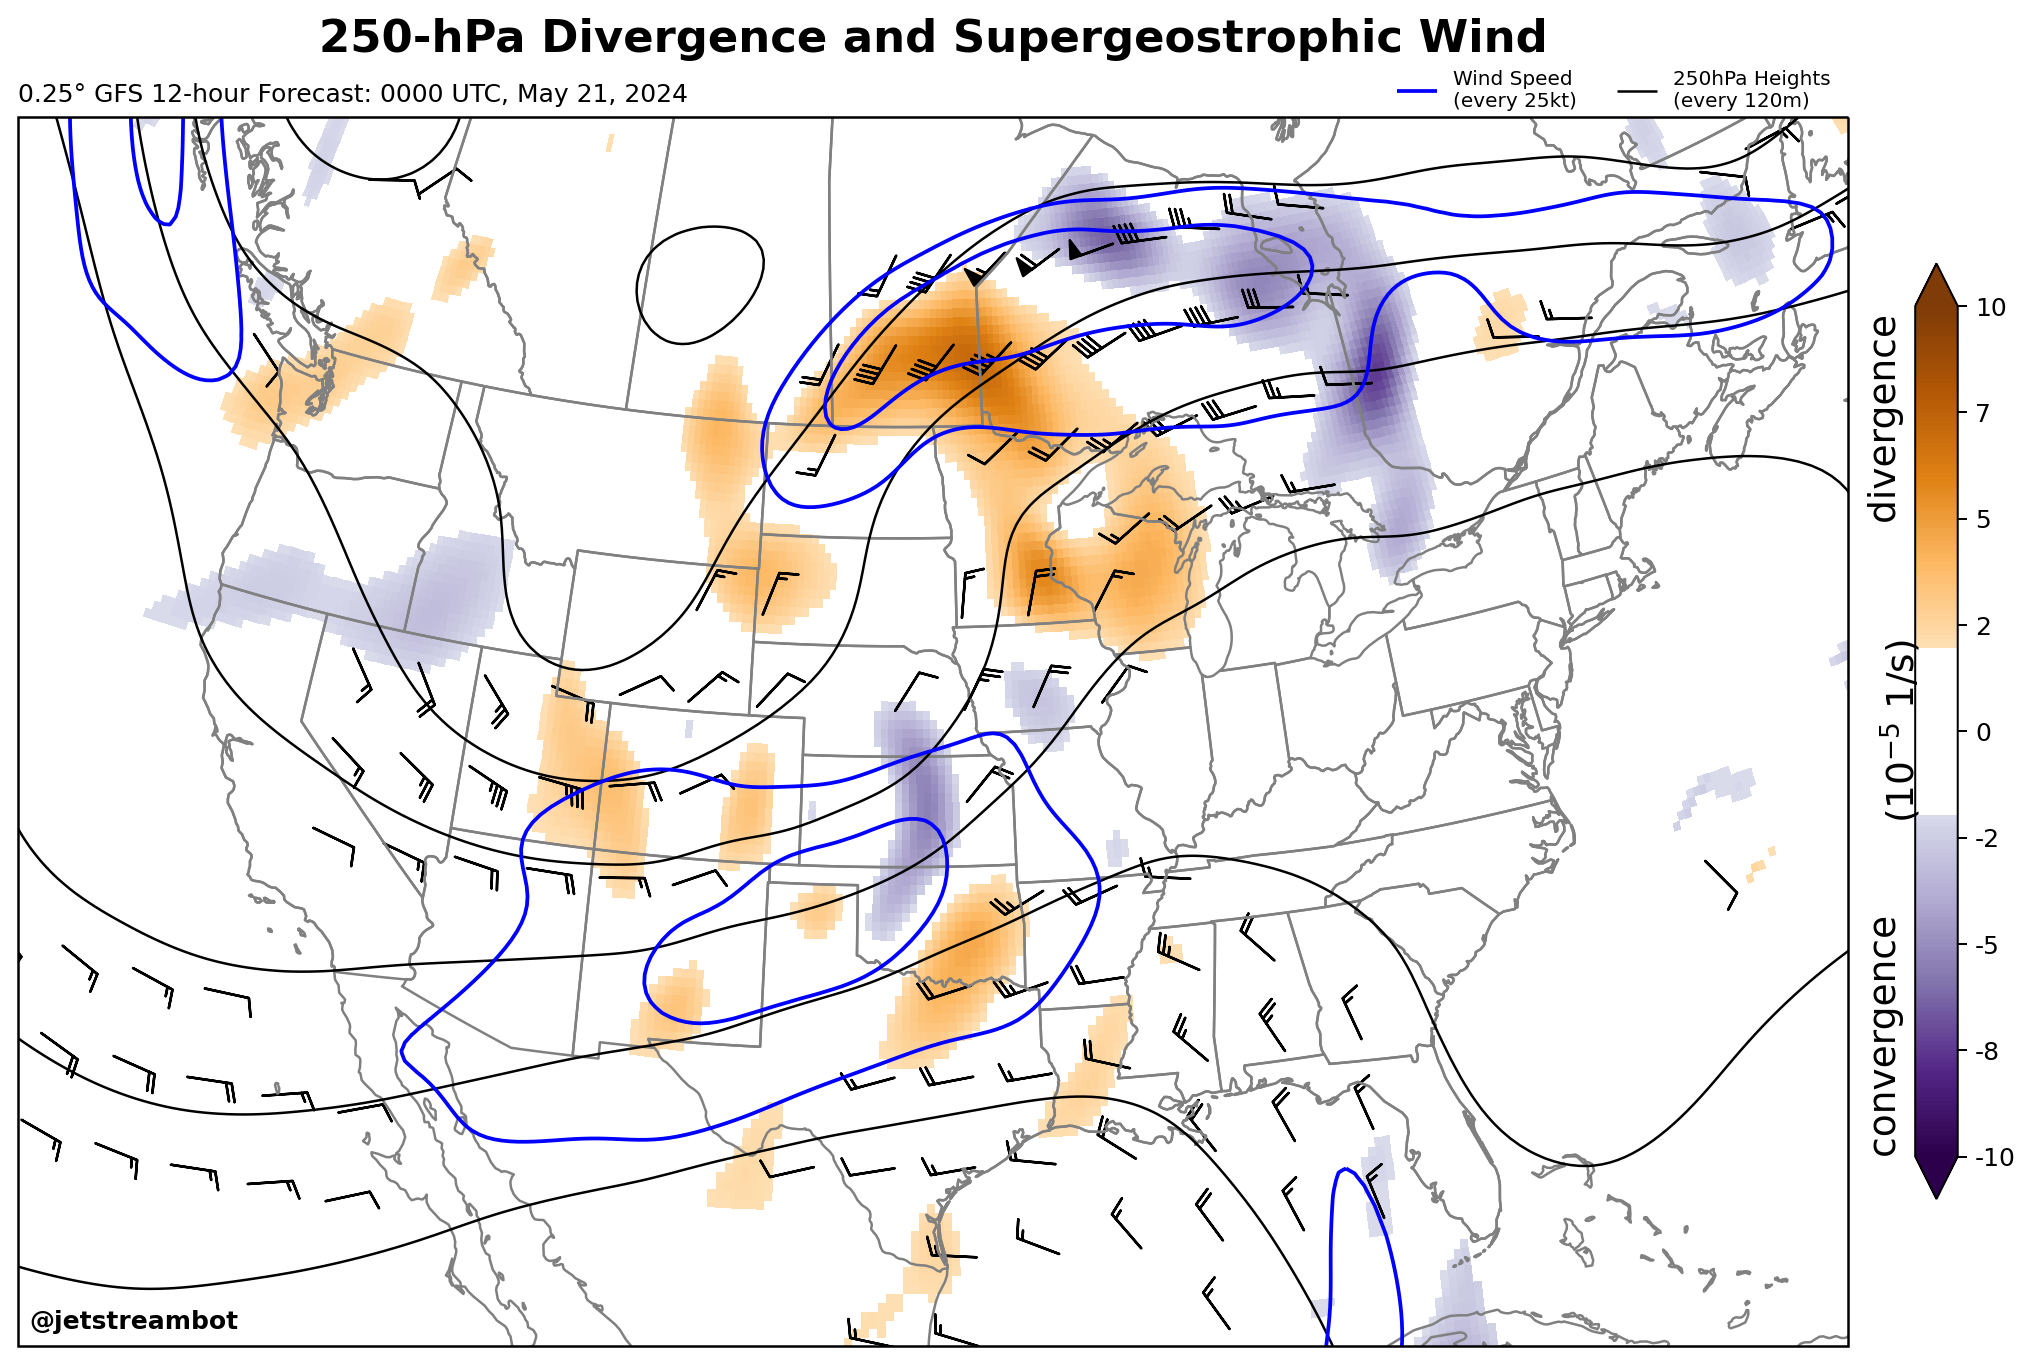 250-hPa Divergence and Supergeostrophic Wind
0.25° GFS 12-hour Forecast: 0000 UTC, May 21, 2024
Wind Speed
(every 25kt)
250hPa Heights
(every 120m)
divergence
(10⁻⁵ 1/s)
convergence
10
7
5
2
0
-2
-5
-8
-10
@jetstreambot